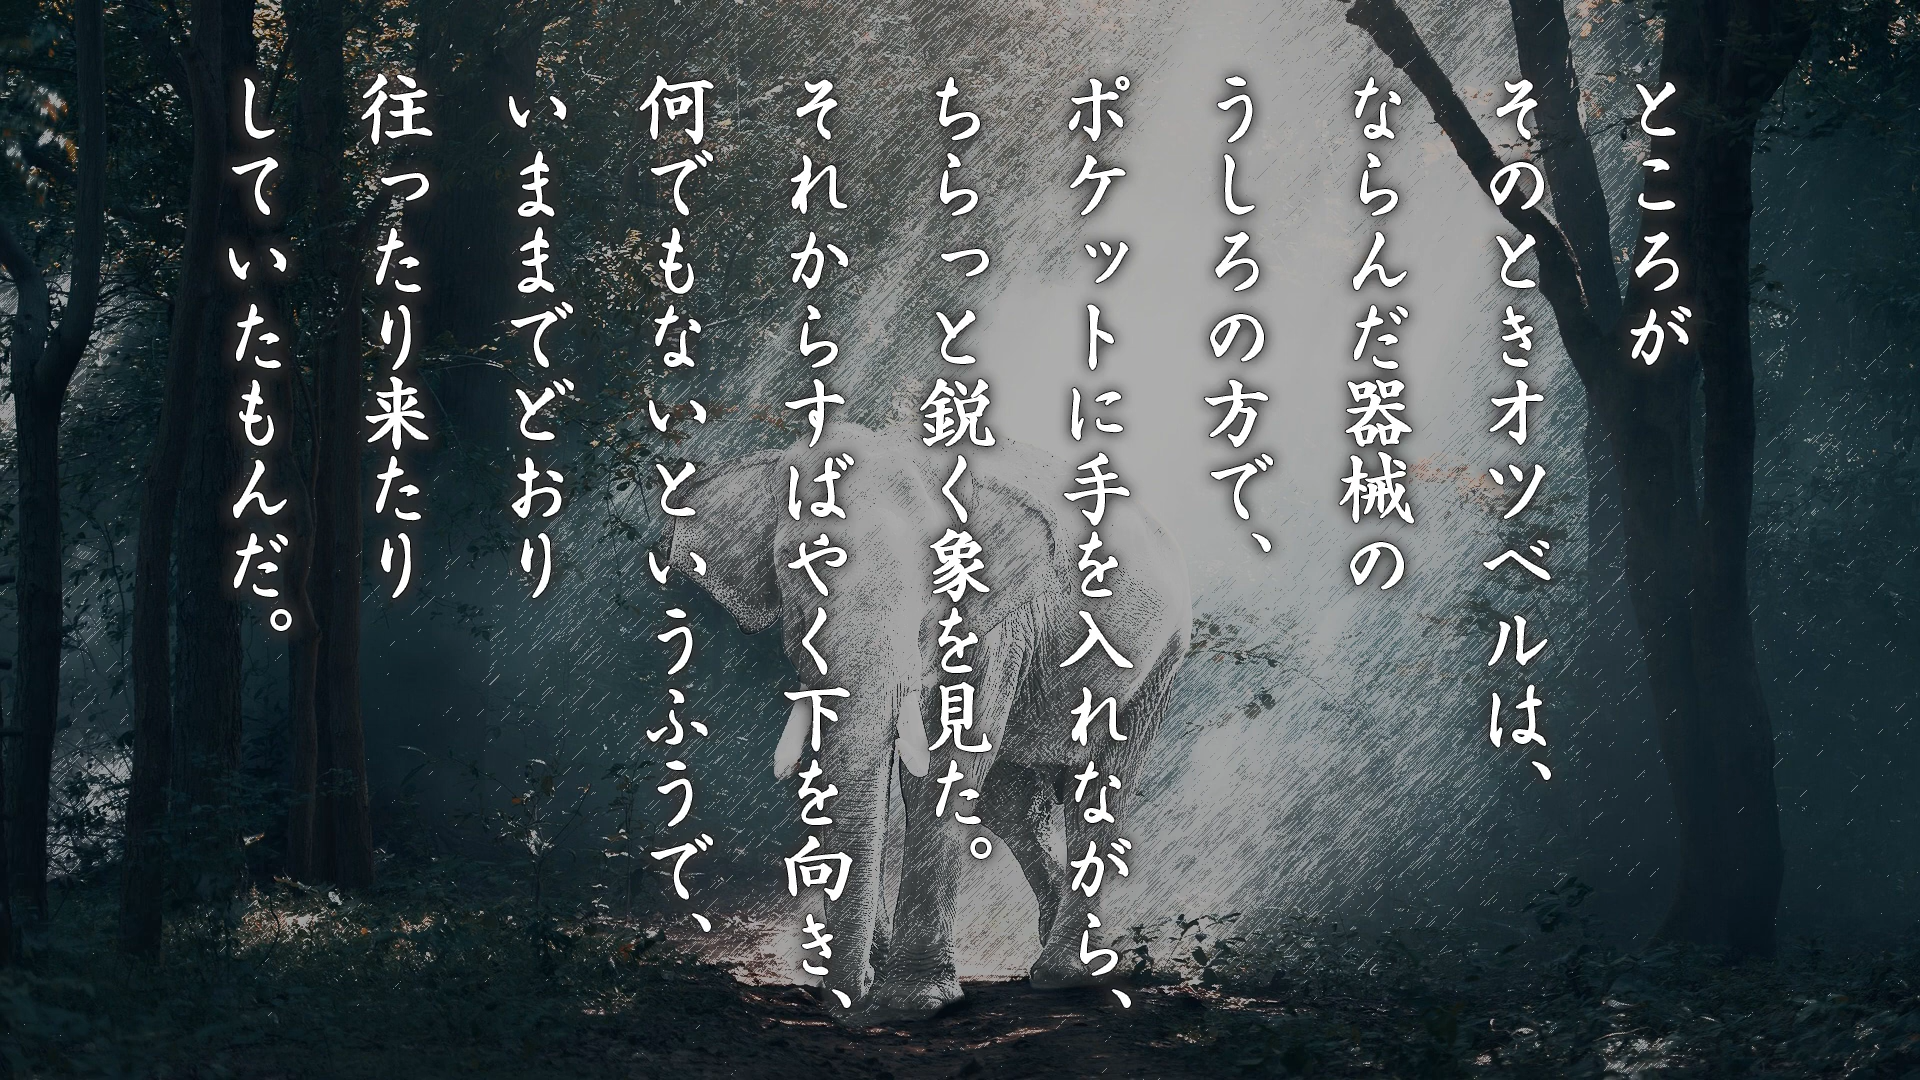 ところが
そのときオツベルは、
ならんだ器械の
うしろの方で、
ポケットに手を入れながら、
ちらっと鋭く象を見た。
それからすばやく下を向き、
何でもないというふうで、
いままでどおり
往ったり来たり
していたもんだ。